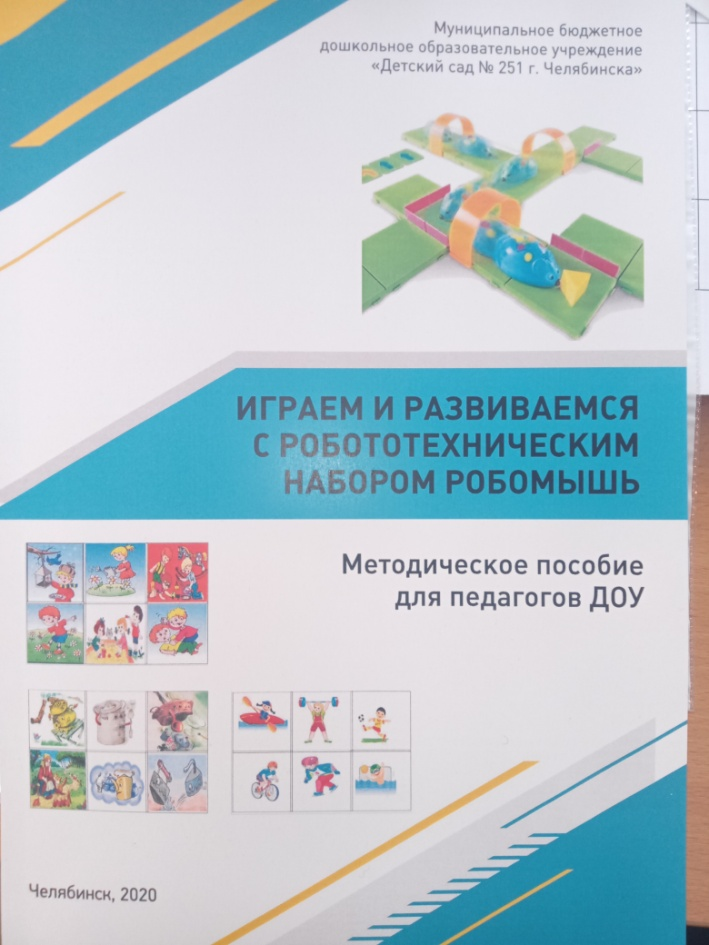 Муниципальное бюджетное
дошкольное образовательное учреждение
«Детский сад № 251 г. Челябинска»
ИГРАЕМ И РАЗВИВАЕМСЯ
С РОБОТОТЕХНИЧЕСКИМ
НАБОРОМ РОБОМЫШЬ
Методическое пособие
для педагогов ДОУ
Челябинск, 2020